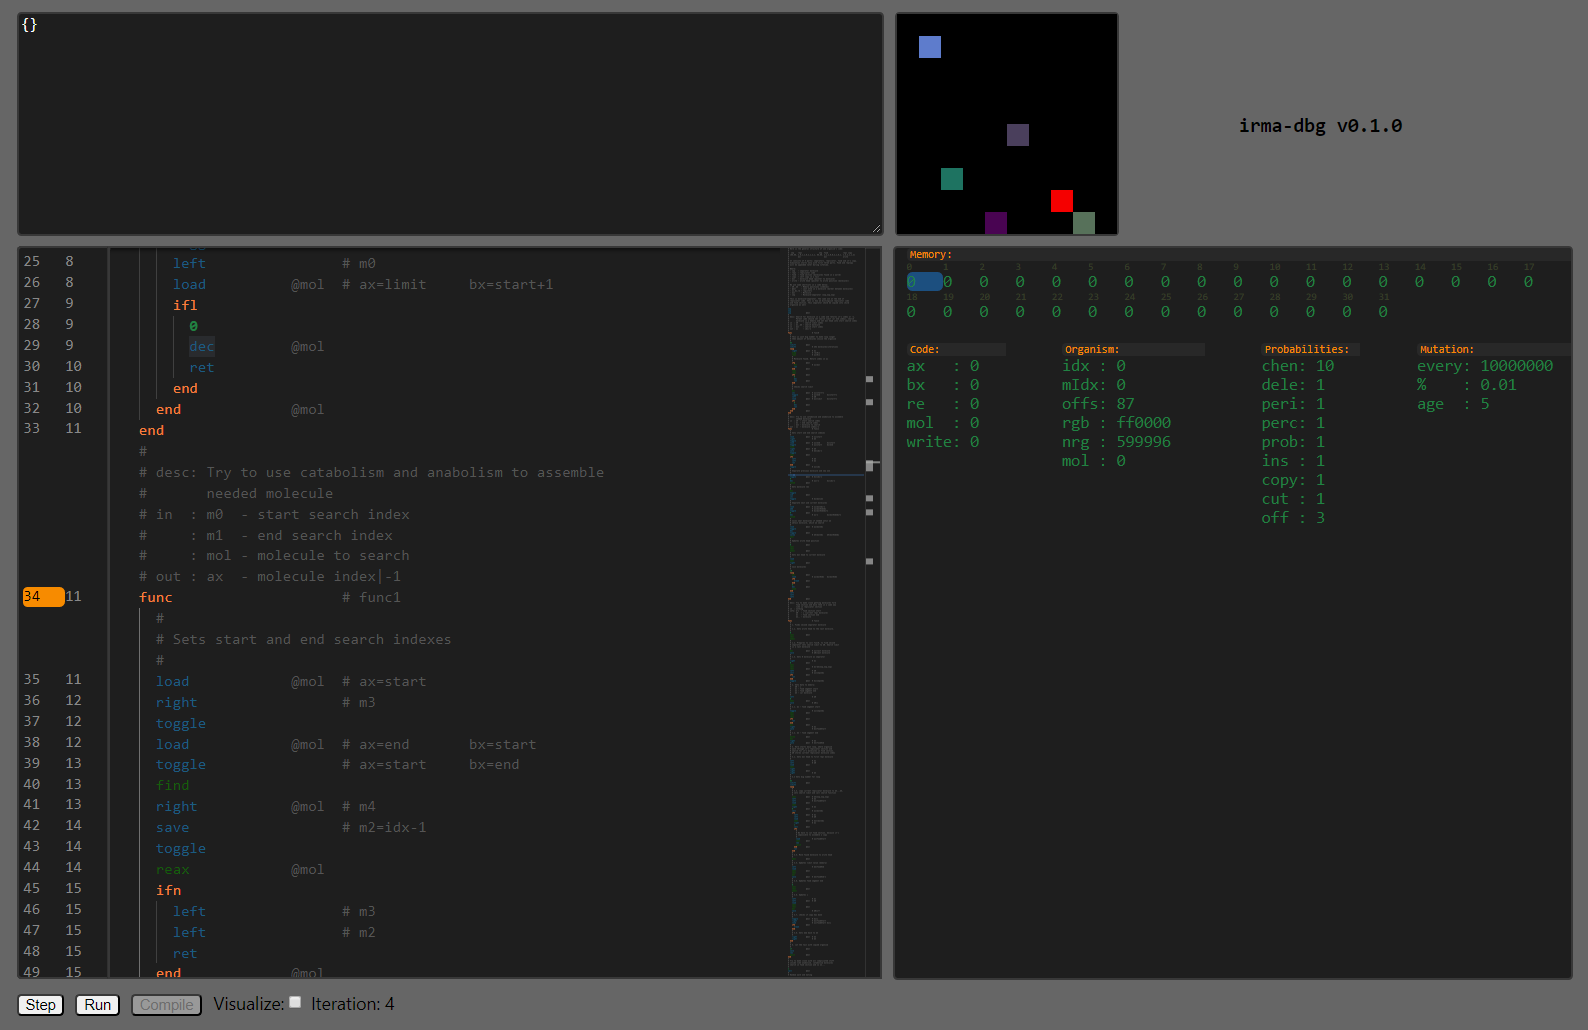 {}
irma-dbg v0.1.0
25 8 left # m0
26 8 load @mol # ax=limit bx=start+1
27 9 ifl
28 9 0
29 9 dec @mol
30 10 ret
31 10 end
32 10 end @mol
33 11 end
#
# desc: Try to use catabolism and anabolism to assemble
# needed molecule
# in : m0 - start search index
# : m1 - end search index
# : mol - molecule to search
# out : ax - molecule index|-1
34 11 func # func1
#
# Sets start and end search indexes
#
35 11 load @mol # ax=start
36 12 right # m3
37 12 toggle
38 12 load @mol # ax=end bx=start
39 13 toggle # ax=start bx=end
40 13 find
41 13 right @mol # m4
42 14 save # m2=idx-1
43 14 toggle
44 14 reax @mol
45 15 ifn
46 15 left # m3
47 15 left # m2
48 15 ret
49 15 end @mol
Memory:
0 1 2 3 4 5 6 7 8 9 10 11 12 13 14 15 16 17
0 0 0 0 0 0 0 0 0 0 0 0 0 0 0 0 0 0
18 19 20 21 22 23 24 25 26 27 28 29 30 31
0 0 0 0 0 0 0 0 0 0 0 0 0 0
Code:
ax : 0
bx : 0
re : 0
mol : 0
write: 0
Organism:
idx : 0
mIdx: 0
offs: 87
rgb : ff0000
nrg : 599996
mol : 0
Probabilities:
chen: 10
dele: 1
peri: 1
perc: 1
prob: 1
ins : 1
copy: 1
cut : 1
off : 3
Mutation:
every: 10000000
% : 0.01
age : 5
Step Run Compile Visualize: Iteration: 4